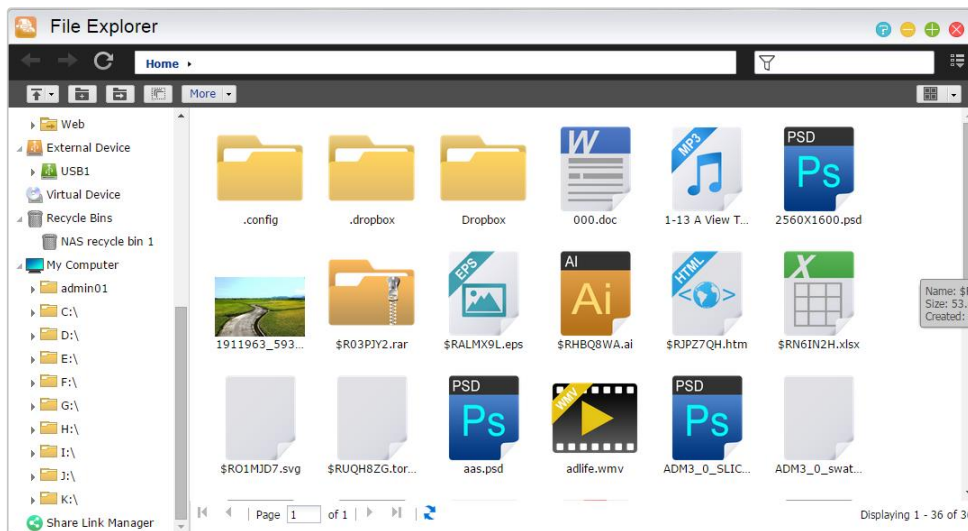 File Explorer
Home
More
Web
External Device
USB1
Virtual Device
Recycle Bins
NAS recycle bin 1
My Computer
admin01
C:\
D:\
E:\
F:\
G:\
H:\
I:\
J:\
K:\
Share Link Manager
W
MP3
PSD
Ps
.config
.dropbox
Dropbox
000.doc
1-13 A View T...
2560X1600.psd
EPS
AI
Ai
HTML
X
1911963_593...
$R03PJY2.rar
$RALMX9L.eps
$RHBQ8WA.ai
$RJPZ7QH.htm
$RN6IN2H.xlsx
Name:
Size: 53.
Created:
PSD
Ps
WMV
PSD
Ps
$RO1MJD7.svg
$RUQH8ZG.tor...
aas.psd
adlife.wmv
ADM3_0_SLIC...
ADM3_0_swat...
Page 1 of 1
Displaying 1 - 36 of